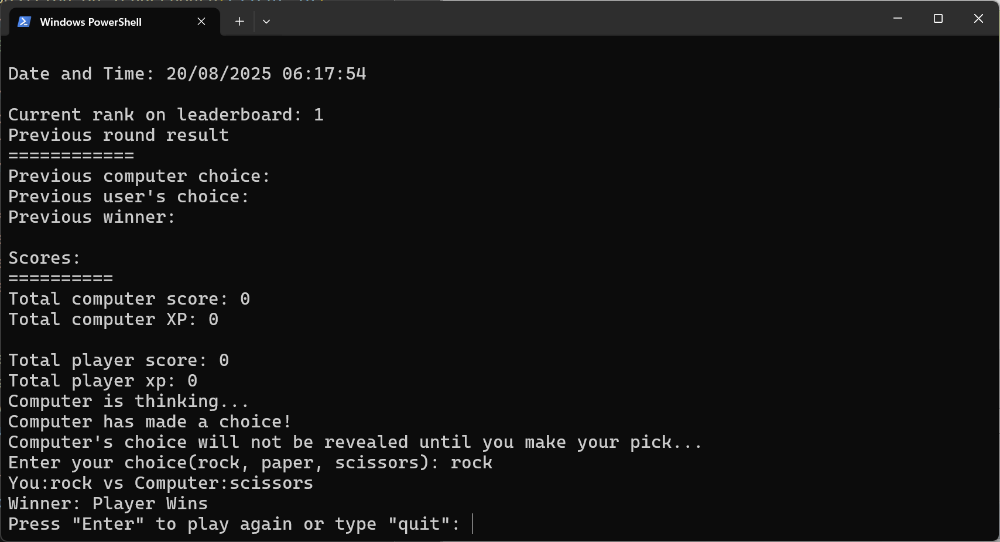 Windows PowerShell
Date and Time: 20/08/2025 06:17:54
Current rank on leaderboard: 1
Previous round result
============
Previous computer choice:
Previous user's choice:
Previous winner:
Scores:
==========
Total computer score: 0
Total computer XP: 0
Total player score: 0
Total player xp: 0
Computer is thinking...
Computer has made a choice!
Computer's choice will not be revealed until you make your pick...
Enter your choice(rock, paper, scissors): rock
You:rock vs Computer:scissors
Winner: Player Wins
Press "Enter" to play again or type "quit":